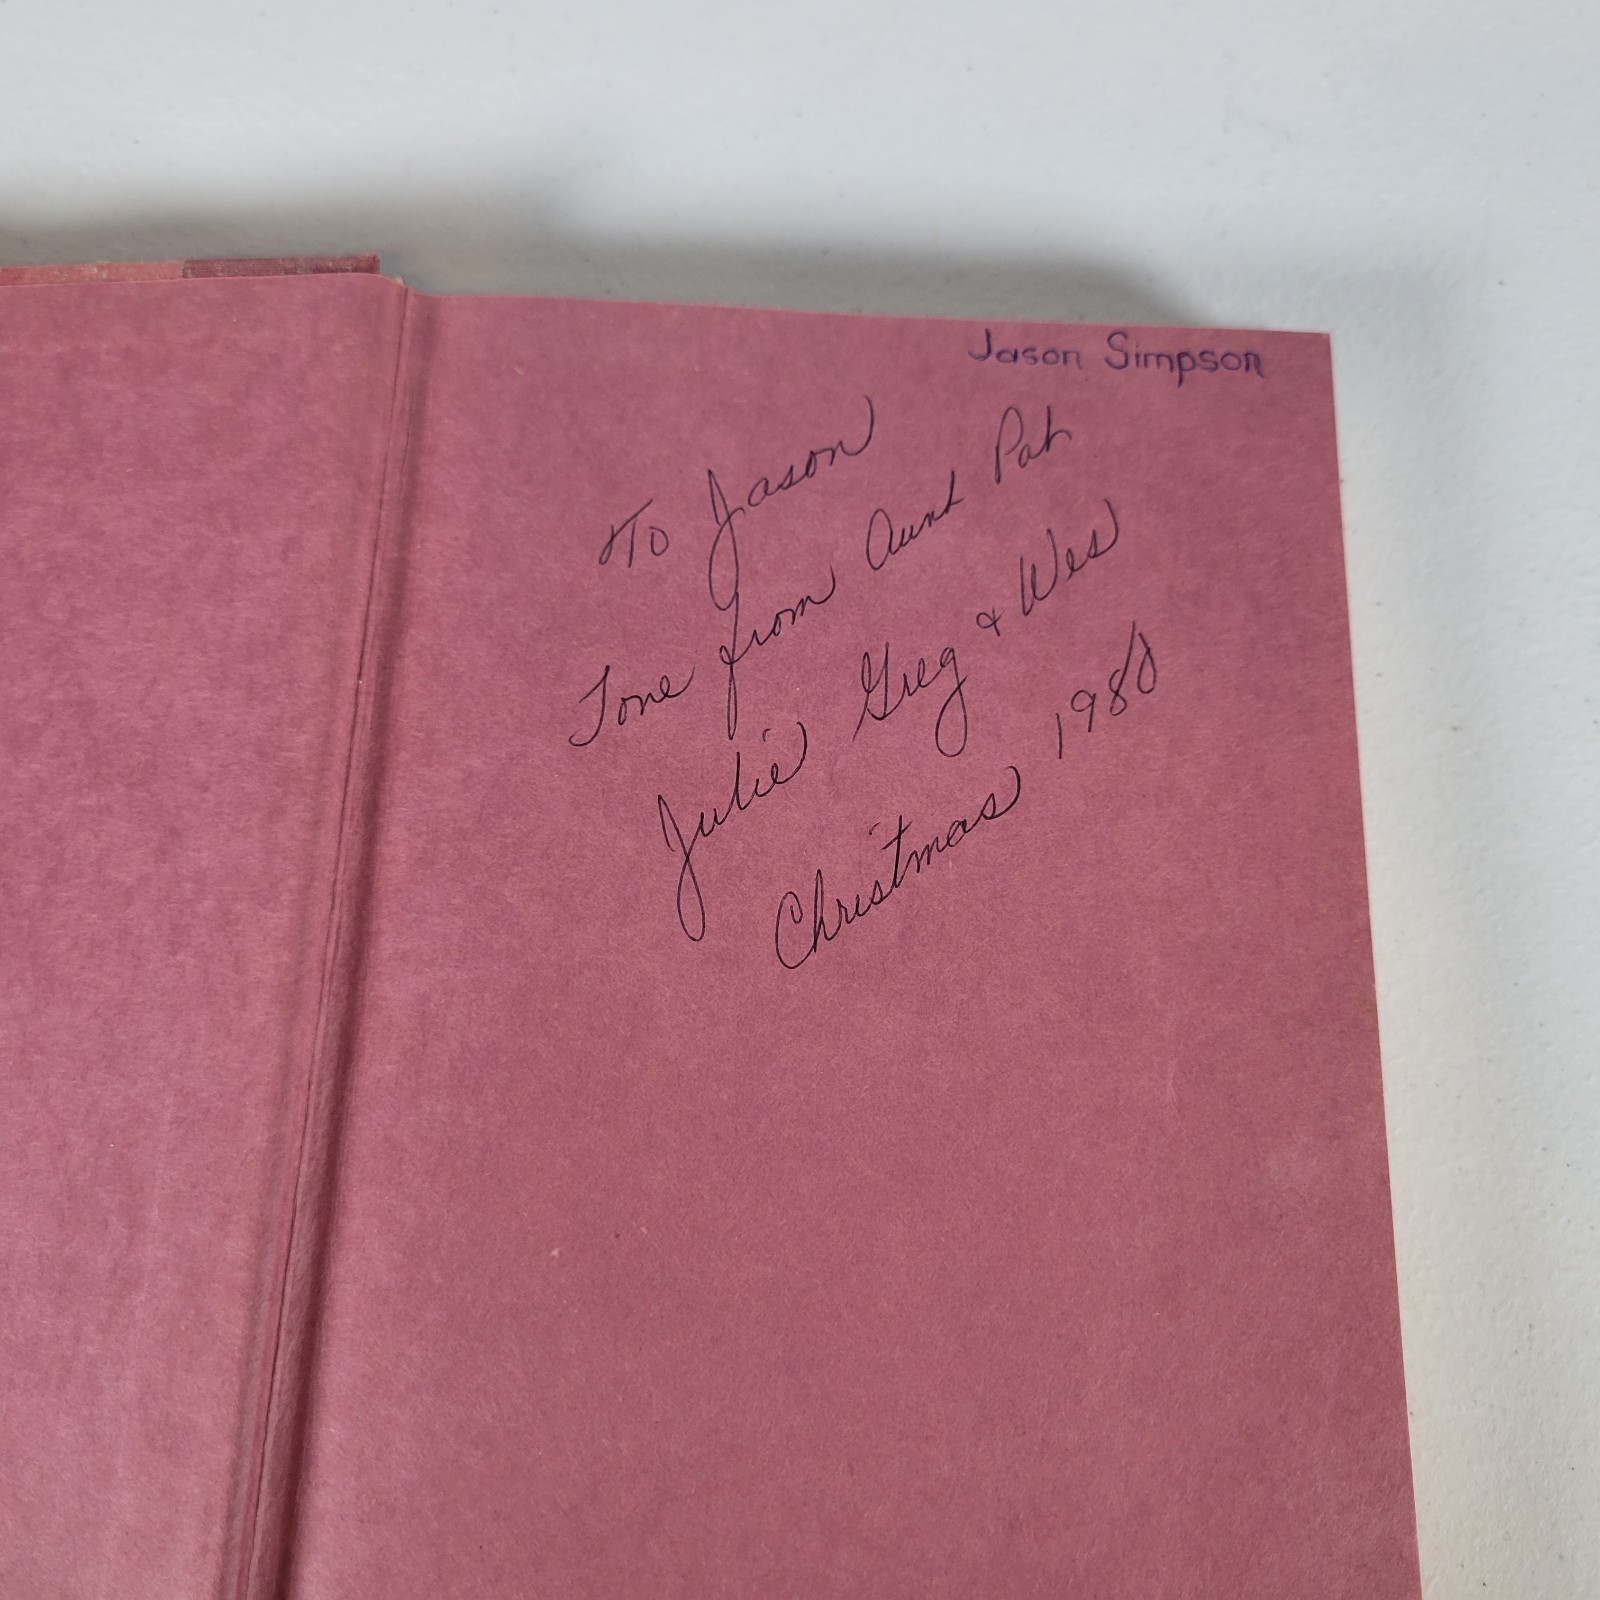 Jason Simpson
To Jason
Love from Aunt Pat
Julie Greg & Wes
Christmas 1980